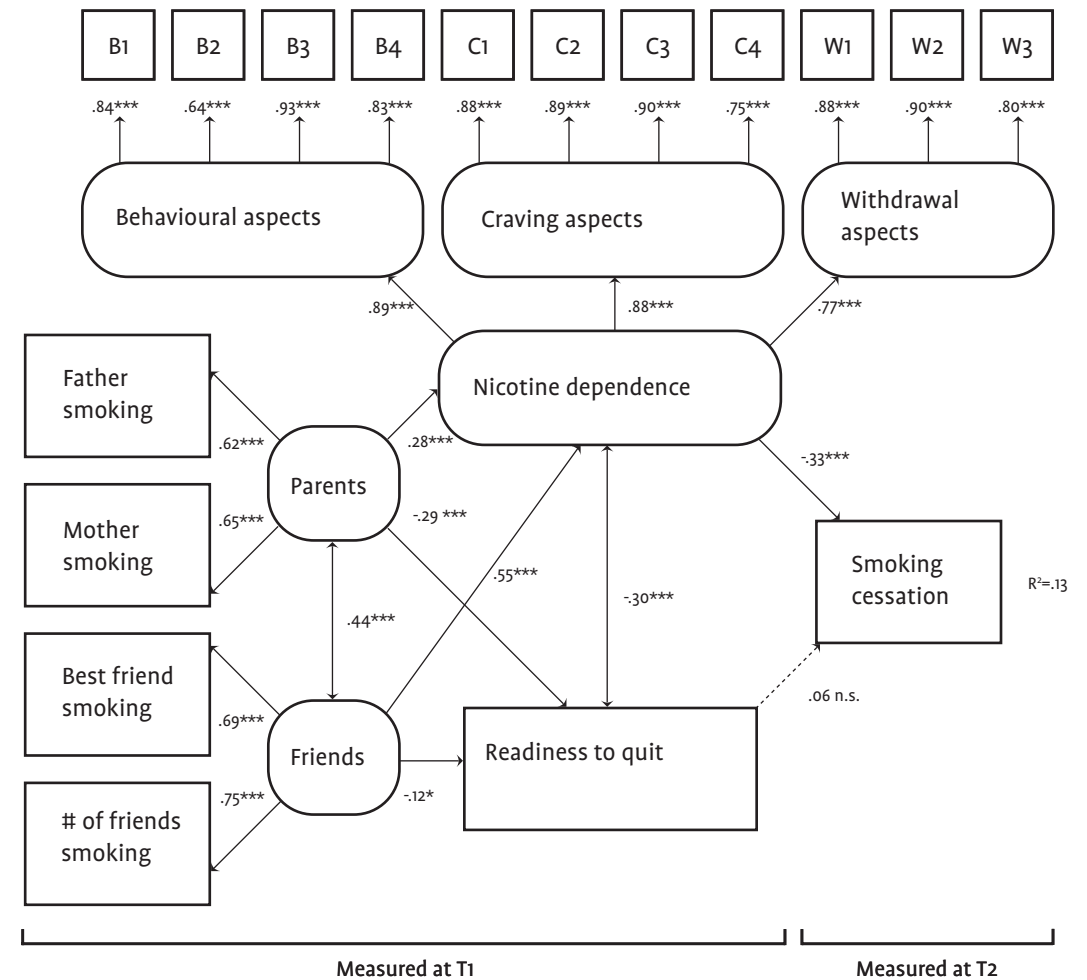 B1 B2 B3 B4 C1 C2 C3 C4 W1 W2 W3
.84*** .64*** .93*** .83*** .88*** .89*** .90*** .75*** .88*** .90*** .80***
Behavioural aspects
Craving aspects
Withdrawal
aspects
.89***
.88***
.77***
Father
smoking
Nicotine dependence
.62***
.28***
-.33***
Parents
Mother
smoking
.65***
-.29 ***
Smoking
cessation
R²=.13
.55***
-.30***
.44***
Best friend
smoking
.69***
.06 n.s.
Friends
Readiness to quit
.75***
-.12*
# of friends
smoking
Measured at T1
Measured at T2